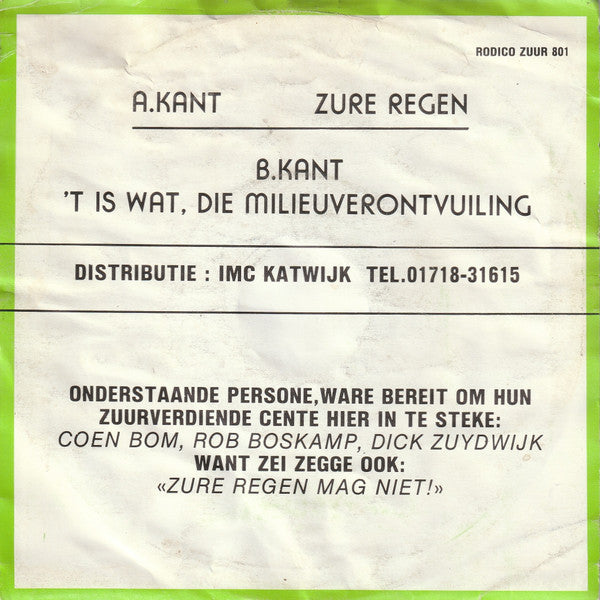 RODICO ZUUR 801
A.KANT ZURE REGEN
B.KANT
'T IS WAT, DIE MILIEUVERONTVUILING
DISTRIBUTIE : IMC KATWIJK TEL.01718-31615
ONDERSTAANDE PERSONE,WARE BEREIT OM HUN
ZUURVERDIENDE CENTE HIER IN TE STEKE:
COEN BOM, ROB BOSKAMP, DICK ZUYDWIJK
WANT ZEI ZEGGE OOK:
«ZURE REGEN MAG NIET!»